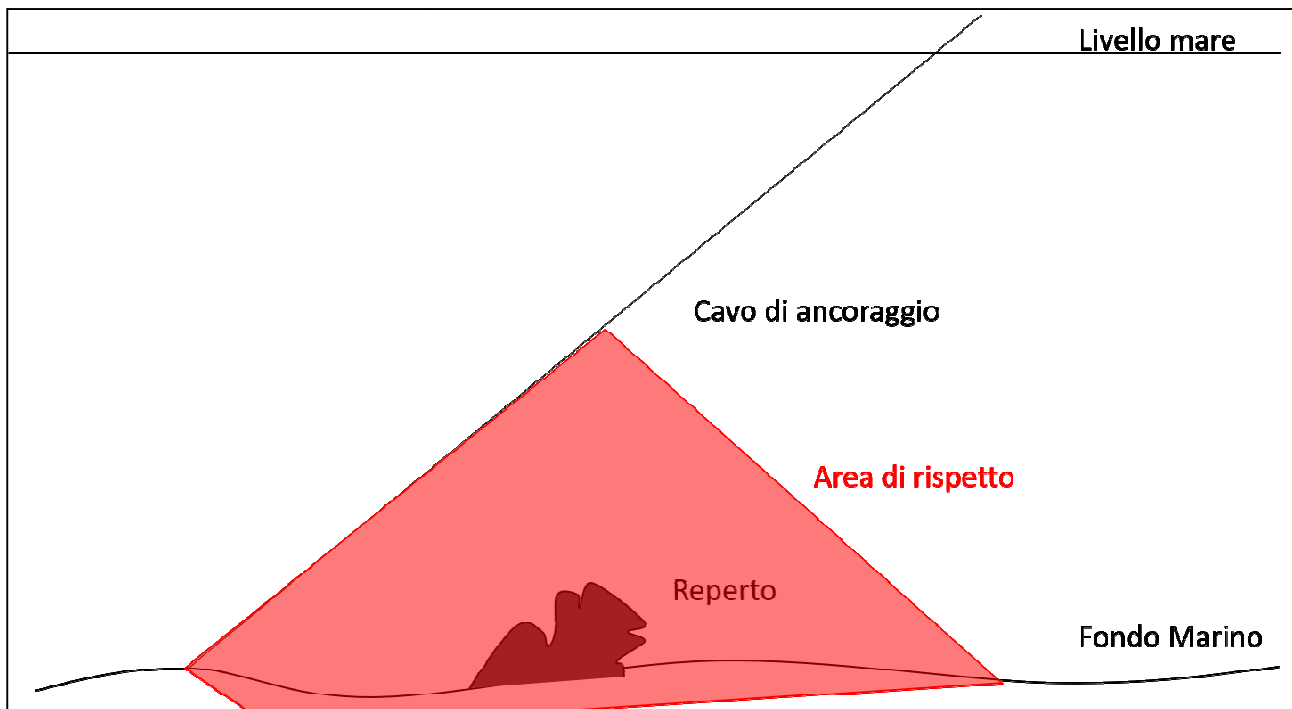 Livello mare
Cavo di ancoraggio
Area di rispetto
Reperto
Fondo Marino